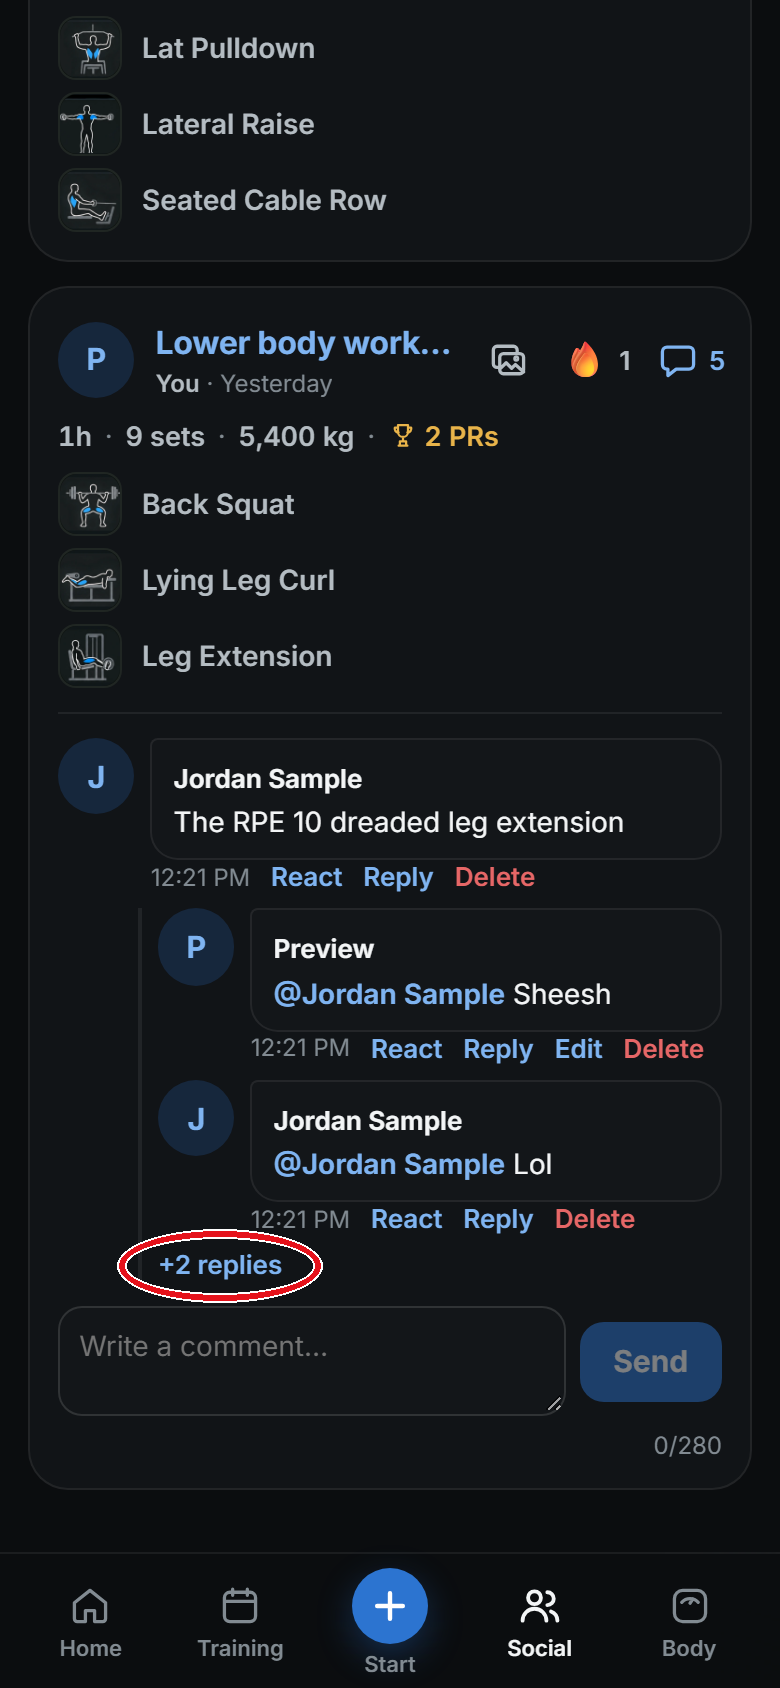 Lat Pulldown
Lateral Raise
Seated Cable Row
P
Lower body work...
You · Yesterday
1
5
1h · 9 sets · 5,400 kg · 2 PRs
Back Squat
Lying Leg Curl
Leg Extension
J
Jordan Sample
The RPE 10 dreaded leg extension
12:21 PM React Reply Delete
P
Preview
@Jordan Sample Sheesh
12:21 PM React Reply Edit Delete
J
Jordan Sample
@Jordan Sample Lol
12:21 PM React Reply Delete
+2 replies
Write a comment...
Send
0/280
Home
Training
Start
Social
Body